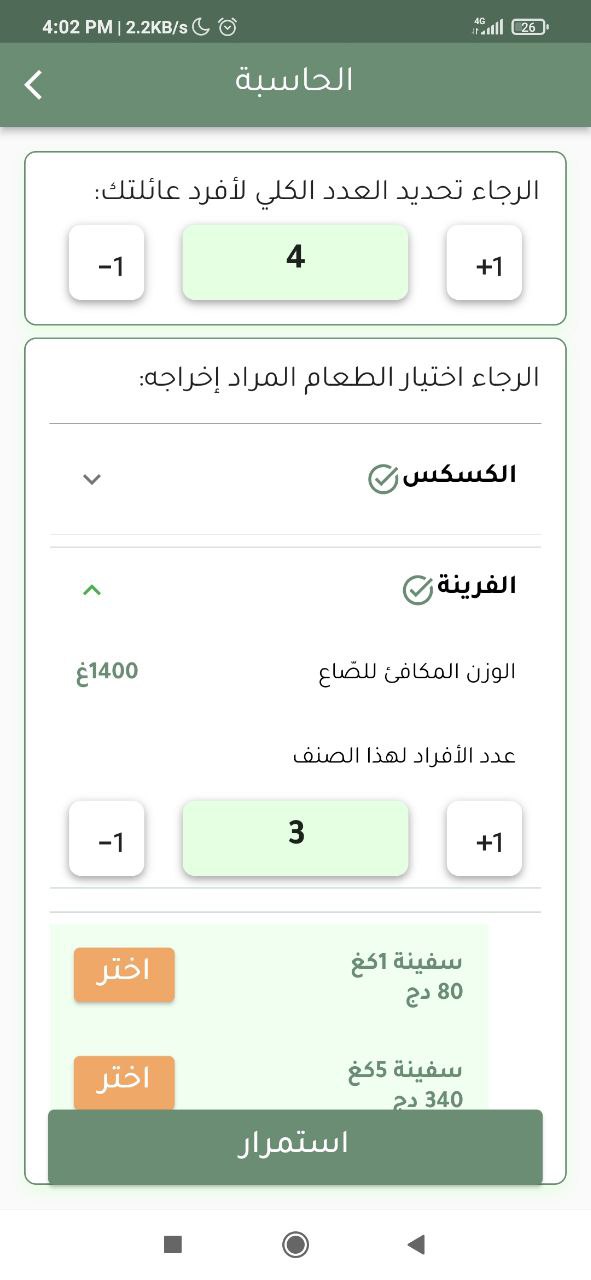 4:02 PM | 2.2KB/s
4G
26
الحاسبة
الرجاء تحديد العدد الكلي لأفرد عائلتك:
+1
4
−1
الرجاء اختيار الطعام المراد إخراجه:
الكسكس
الفرينة
الوزن المكافئ للصّاع
1400غ
عدد الأفراد لهذا الصنف
+1
3
−1
سفينة 1كغ
80 دج
اختر
سفينة 5كغ
340 دج
اختر
استمرار